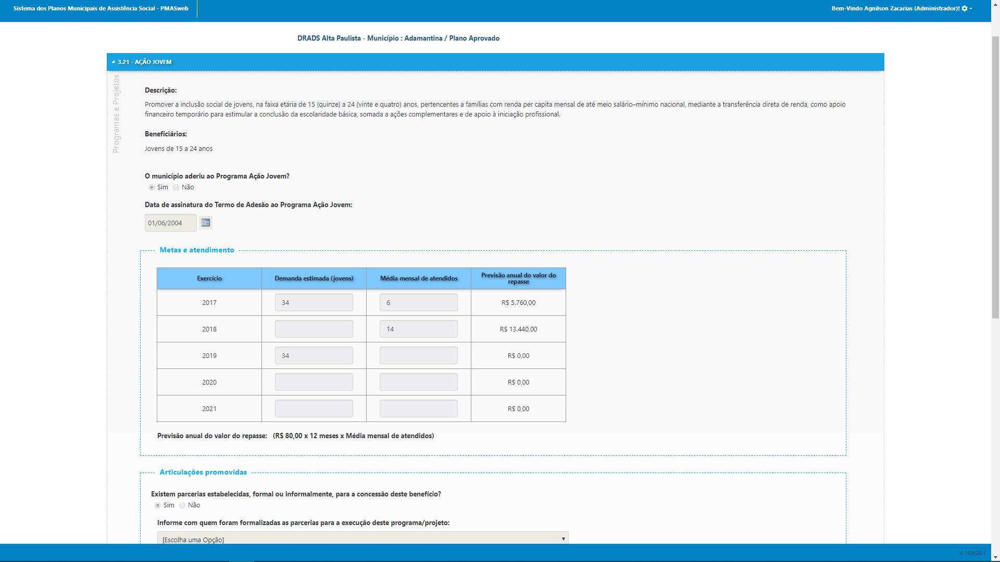 Sistema dos Planos Municipais de Assistência Social - PMASweb
Bem-Vindo Agnilson Zacarias (Administrador)!
DRADS Alta Paulista - Município : Adamantina / Plano Aprovado
3.21 - AÇÃO JOVEM
Programas e Projetos
Descrição:
Promover a inclusão social de jovens, na faixa etária de 15 (quinze) a 24 (vinte e quatro) anos, pertencentes a famílias com renda per capita mensal de até meio salário–mínimo nacional, mediante a transferência direta de renda, como apoio
financeiro temporário para estimular a conclusão da escolaridade básica, somada a ações complementares e de apoio à iniciação profissional.
Beneficiários:
Jovens de 15 a 24 anos
O município aderiu ao Programa Ação Jovem?
Sim Não
Data de assinatura do Termo de Adesão ao Programa Ação Jovem:
01/06/2004
Metas e atendimento
Exercício Demanda estimada (jovens) Média mensal de atendidos Previsão anual do valor do
repasse
2017 34 6 R$ 5.760,00
2018 14 R$ 13.440,00
2019 34 R$ 0,00
2020 R$ 0,00
2021 R$ 0,00
Previsão anual do valor do repasse: (R$ 80,00 x 12 meses x Média mensal de atendidos)
Articulações promovidas
Existem parcerias estabelecidas, formal ou informalmente, para a concessão deste benefício?
Sim Não
Informe com quem foram formalizadas as parcerias para a execução deste programa/projeto:
[Escolha uma Opção]
V. 19.8.29.1